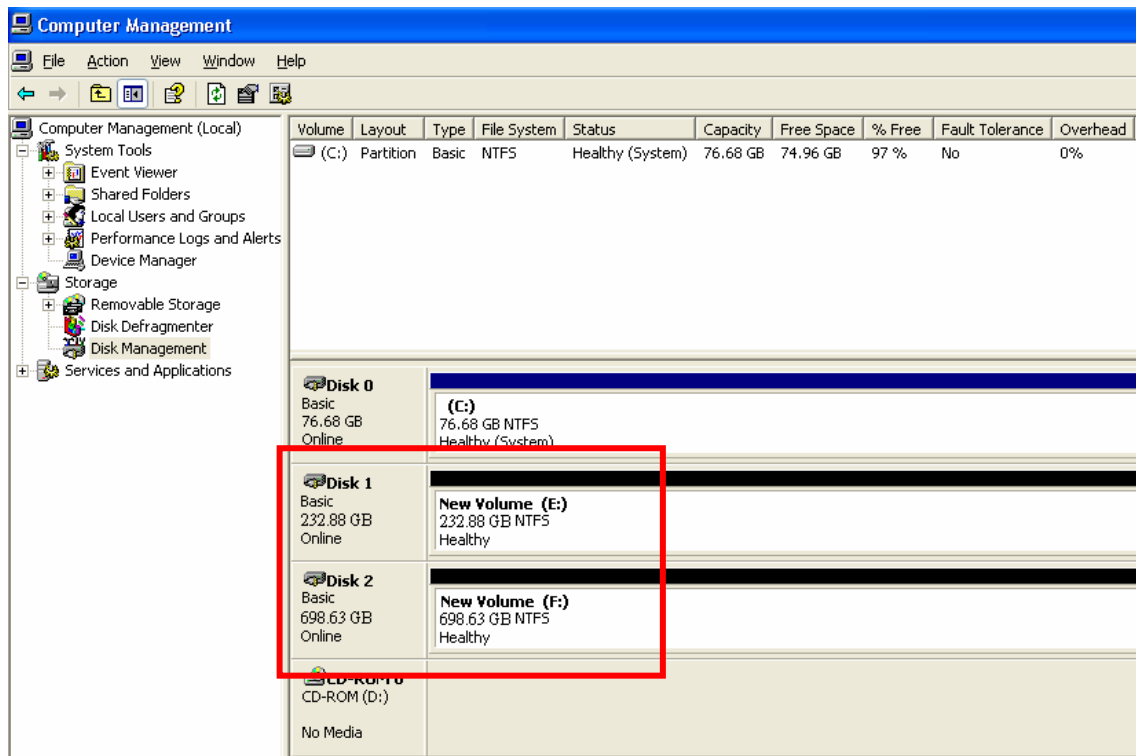 Computer Management
File Action View Window Help
Computer Management (Local)
System Tools
Event Viewer
Shared Folders
Local Users and Groups
Performance Logs and Alerts
Device Manager
Storage
Removable Storage
Disk Defragmenter
Disk Management
Services and Applications
Volume Layout Type File System Status Capacity Free Space % Free Fault Tolerance Overhead
(C:) Partition Basic NTFS Healthy (System) 76.68 GB 74.96 GB 97 % No 0%
Disk 0
Basic
76.68 GB
Online
(C:)
76.68 GB NTFS
Healthy (System)
Disk 1
Basic
232.88 GB
Online
New Volume (E:)
232.88 GB NTFS
Healthy
Disk 2
Basic
698.63 GB
Online
New Volume (F:)
698.63 GB NTFS
Healthy
CD-ROM 0
CD-ROM (D:)
No Media